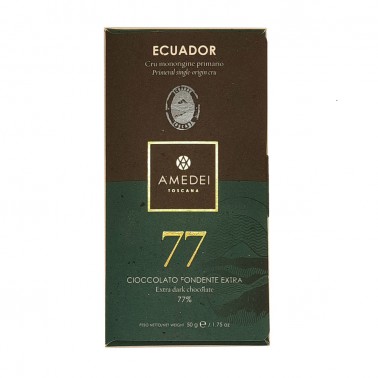 ECUADOR
Cru monorigine primario
Primeval single-origin cru
AMEDEI
TOSCANA
77
CIOCCOLATO FONDENTE EXTRA
Extra dark chocolate
77%
PESO NETTO/NET WEIGHT 50 g ℮ / 1.75 oz